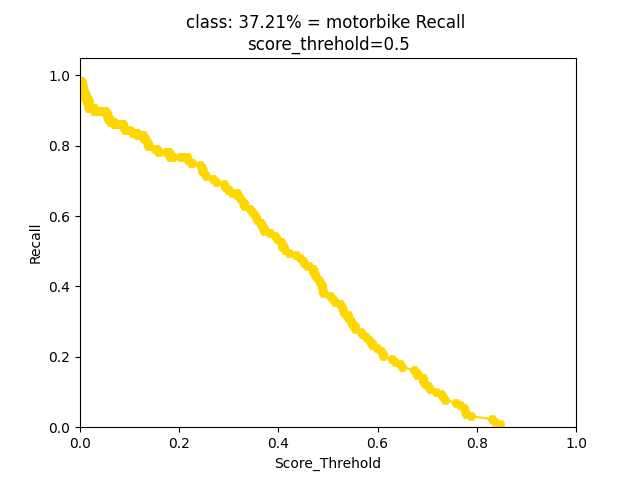 class: 37.21% = motorbike Recall
score_threhold=0.5
1.0
0.8
0.6
0.4
0.2
0.0
Recall
0.0 0.2 0.4 0.6 0.8 1.0
Score_Threhold